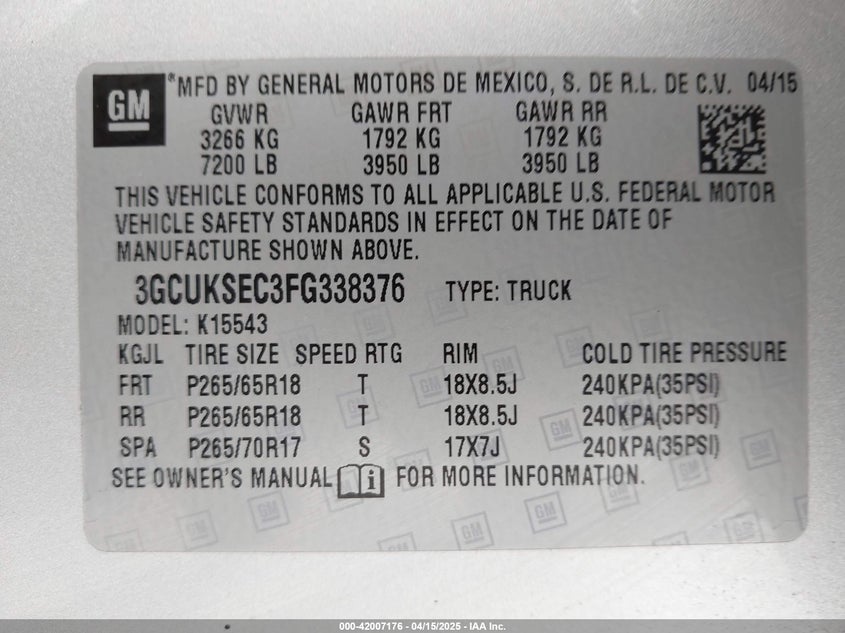 GM
*MFD BY GENERAL MOTORS DE MEXICO, S. DE R.L. DE C.V. 04/15
GVWR GAWR FRT GAWR RR
3266 KG 1792 KG 1792 KG
7200 LB 3950 LB 3950 LB
THIS VEHICLE CONFORMS TO ALL APPLICABLE U.S. FEDERAL MOTOR
VEHICLE SAFETY STANDARDS IN EFFECT ON THE DATE OF
MANUFACTURE SHOWN ABOVE.
3GCUKSEC3FG338376 TYPE: TRUCK
MODEL: K15543
KGJL TIRE SIZE SPEED RTG RIM COLD TIRE PRESSURE
FRT P265/65R18 T 18X8.5J 240KPA(35PSI)
RR P265/65R18 T 18X8.5J 240KPA(35PSI)
SPA P265/70R17 S 17X7J 240KPA(35PSI)
SEE OWNER'S MANUAL i FOR MORE INFORMATION.
000-42007176 - 04/15/2025 - IAA Inc.